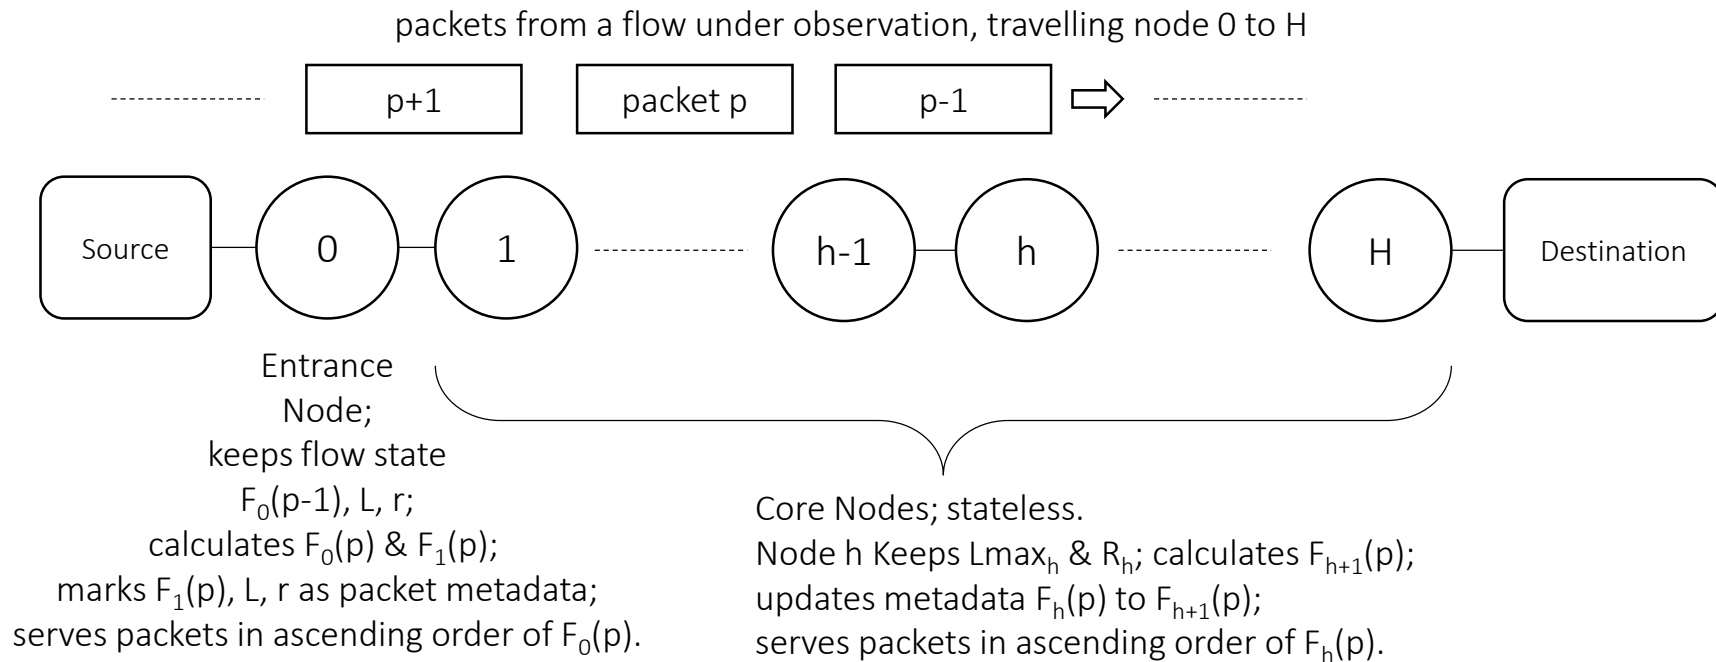 packets from a flow under observation, travelling node 0 to H
p+1
packet p
p-1
Source
0
1
h-1
h
H
Destination
Entrance
Node;
keeps flow state
F₀(p-1), L, r;
calculates F₀(p) & F₁(p);
marks F₁(p), L, r as packet metadata;
serves packets in ascending order of F₀(p).
Core Nodes; stateless.
Node h Keeps Lmaxₕ & Rₕ; calculates Fₕ₊₁(p);
updates metadata Fₕ(p) to Fₕ₊₁(p);
serves packets in ascending order of Fₕ(p).